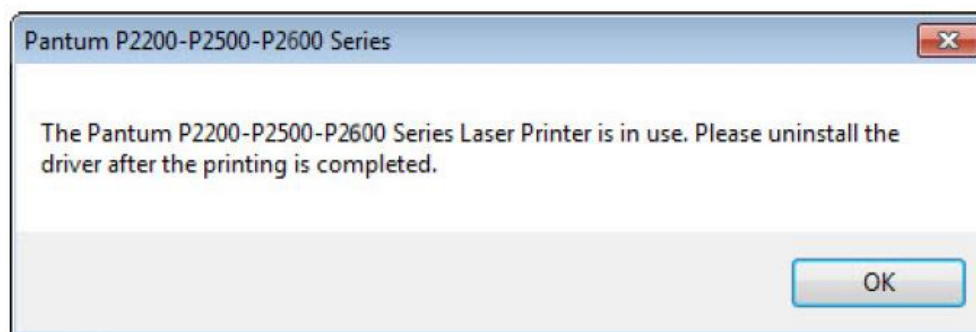 Pantum P2200-P2500-P2600 Series
The Pantum P2200-P2500-P2600 Series Laser Printer is in use. Please uninstall the
driver after the printing is completed.
OK